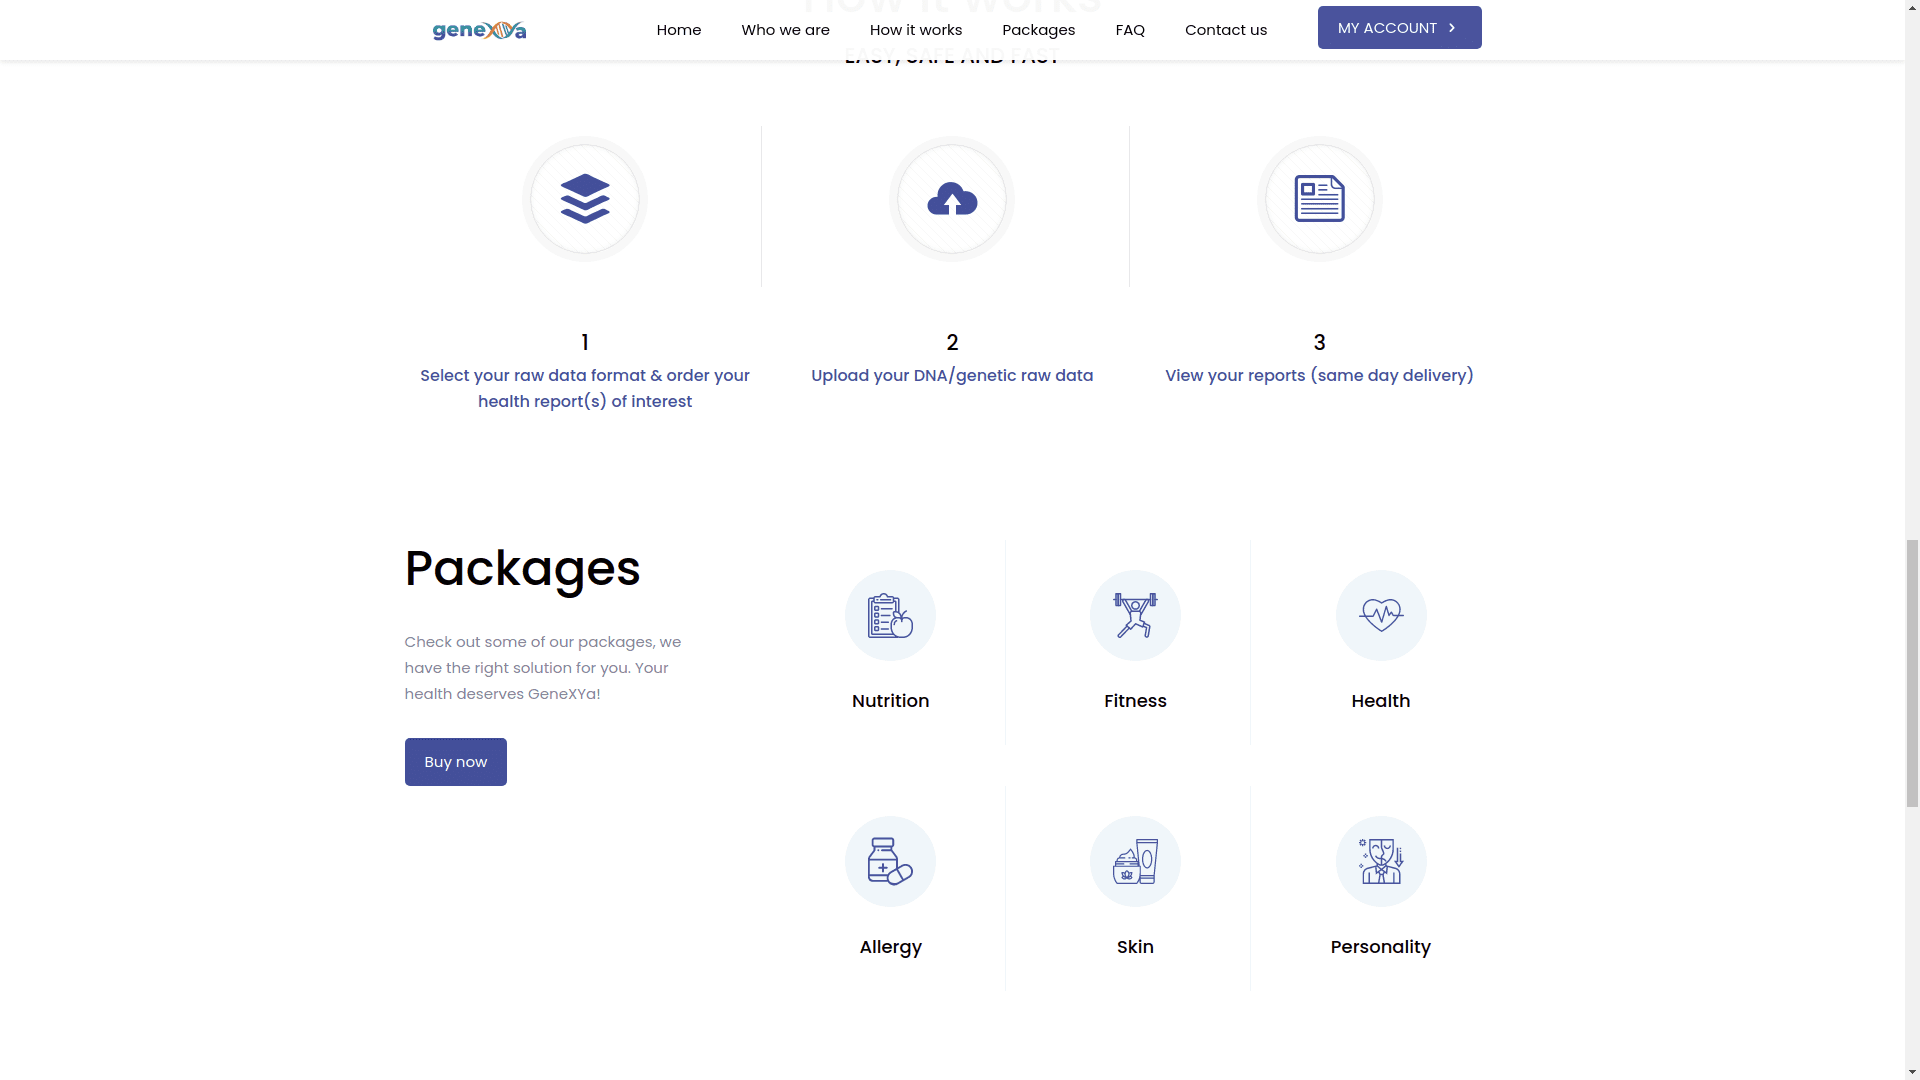 geneXYa
Home
Who we are
How it works
Packages
FAQ
Contact us
MY ACCOUNT
How it works
EASY, SAFE AND FAST
1
Select your raw data format & order your
health report(s) of interest
2
Upload your DNA/genetic raw data
3
View your reports (same day delivery)
Packages
Check out some of our packages, we
have the right solution for you. Your
health deserves GeneXYa!
Buy now
Nutrition
Fitness
Health
Allergy
Skin
Personality